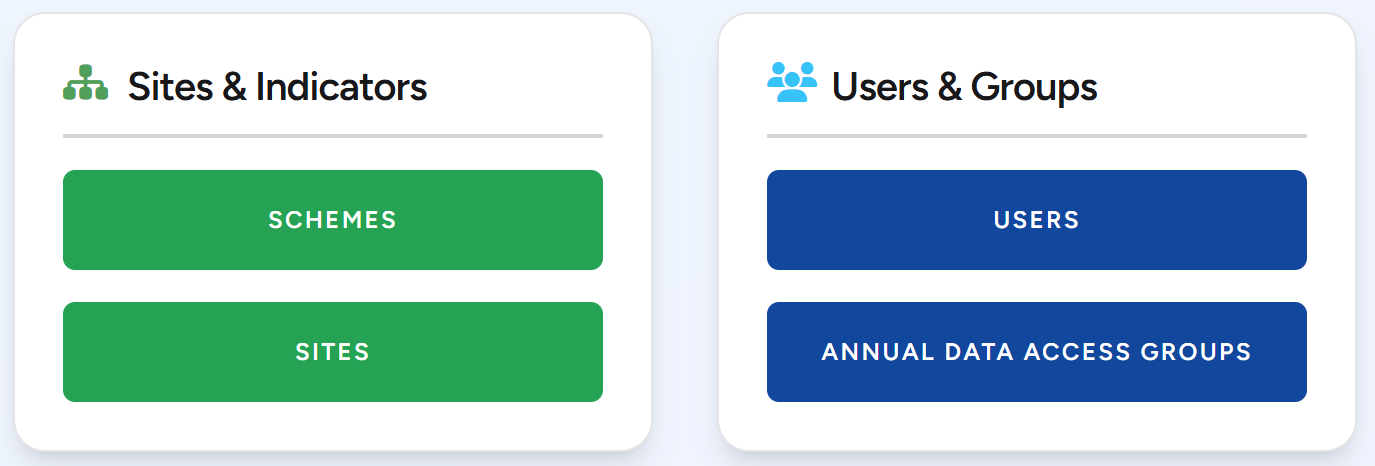 Sites & Indicators
SCHEMES
SITES
Users & Groups
USERS
ANNUAL DATA ACCESS GROUPS